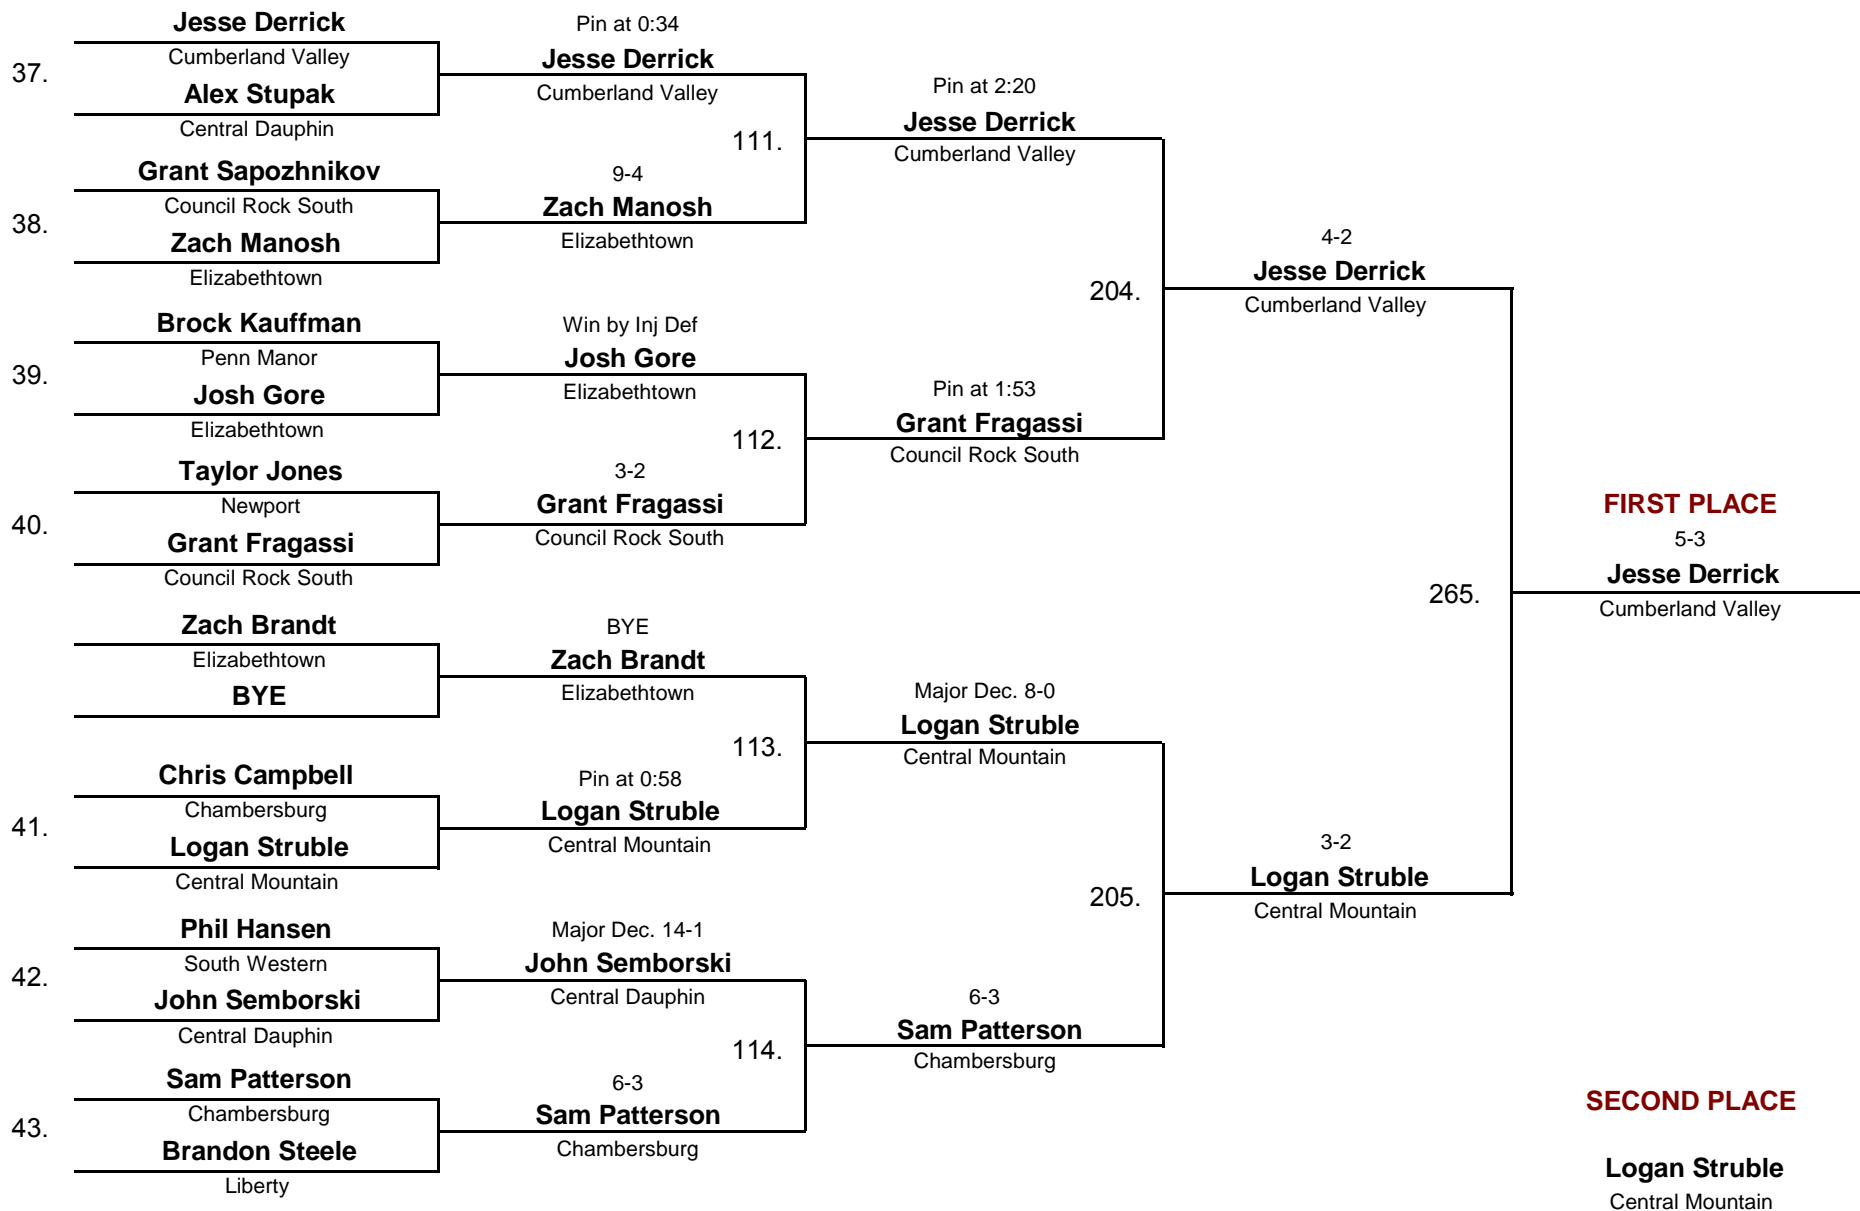 Jesse Derrick
Cumberland Valley
37.
Alex Stupak
Central Dauphin
Grant Sapozhnikov
Council Rock South
38.
Zach Manosh
Elizabethtown
Brock Kauffman
Penn Manor
39.
Josh Gore
Elizabethtown
Taylor Jones
Newport
40.
Grant Fragassi
Council Rock South
Zach Brandt
Elizabethtown
BYE
Chris Campbell
Chambersburg
41.
Logan Struble
Central Mountain
Phil Hansen
South Western
42.
John Semborski
Central Dauphin
Sam Patterson
Chambersburg
43.
Brandon Steele
Liberty
Pin at 0:34
Jesse Derrick
Cumberland Valley
111.
9-4
Zach Manosh
Elizabethtown
Win by Inj Def
Josh Gore
Elizabethtown
112.
3-2
Grant Fragassi
Council Rock South
BYE
Zach Brandt
Elizabethtown
113.
Pin at 0:58
Logan Struble
Central Mountain
Major Dec. 14-1
John Semborski
Central Dauphin
114.
6-3
Sam Patterson
Chambersburg
Pin at 2:20
Jesse Derrick
Cumberland Valley
204.
Pin at 1:53
Grant Fragassi
Council Rock South
Major Dec. 8-0
Logan Struble
Central Mountain
205.
6-3
Sam Patterson
Chambersburg
4-2
Jesse Derrick
Cumberland Valley
265.
3-2
Logan Struble
Central Mountain
FIRST PLACE
5-3
Jesse Derrick
Cumberland Valley
SECOND PLACE
Logan Struble
Central Mountain